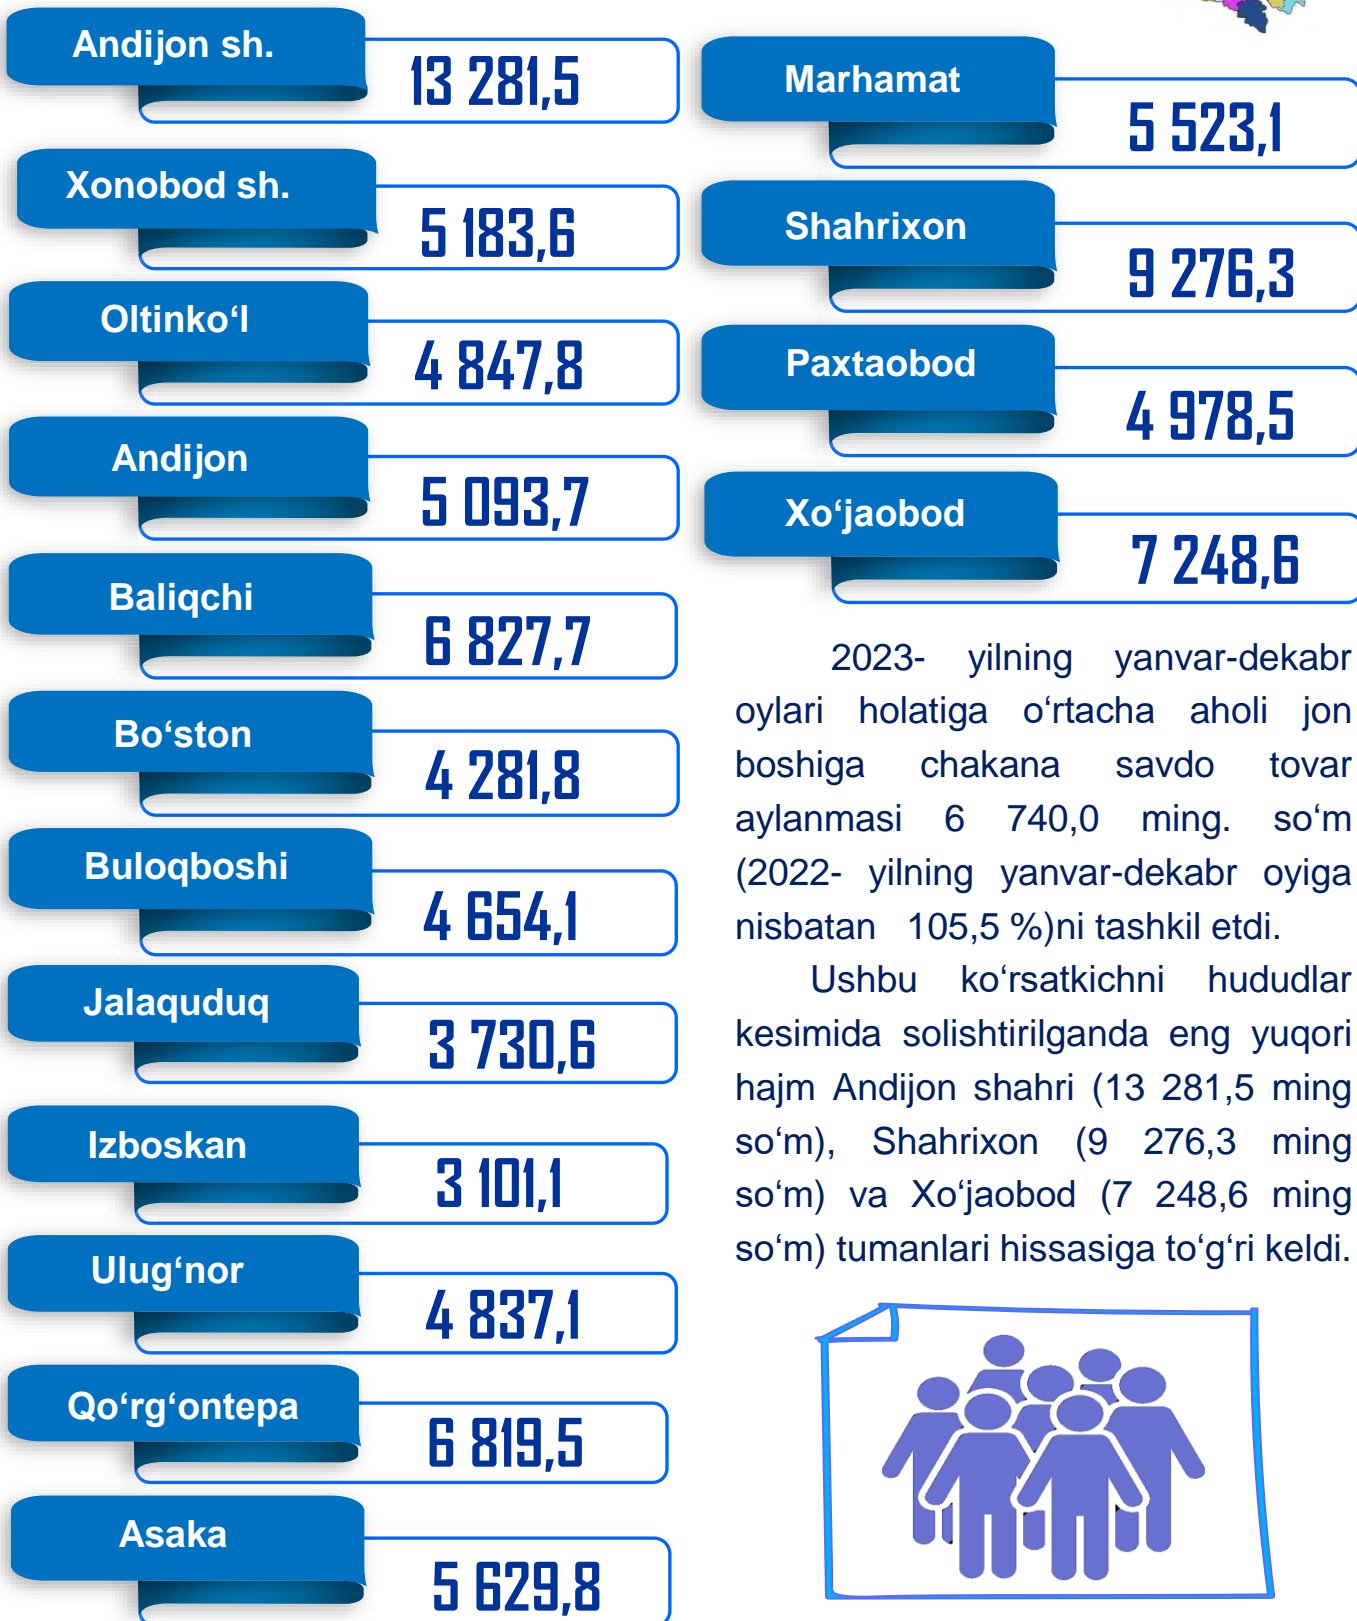 Andijon sh.
13 281,5
Xonobod sh.
5 183,6
Oltinko‘l
4 847,8
Andijon
5 093,7
Baliqchi
6 827,7
Bo‘ston
4 281,8
Buloqboshi
4 654,1
Jalaquduq
3 730,6
Izboskan
3 101,1
Ulug‘nor
4 837,1
Qo‘rg‘ontepa
6 819,5
Asaka
5 629,8
Marhamat
5 523,1
Shahrixon
9 276,3
Paxtaobod
4 978,5
Xo‘jaobod
7 248,6
2023- yilning yanvar-dekabr
oylari holatiga o‘rtacha aholi jon
boshiga chakana savdo tovar
aylanmasi 6 740,0 ming. so‘m
(2022- yilning yanvar-dekabr oyiga
nisbatan 105,5 %)ni tashkil etdi.
Ushbu ko‘rsatkichni hududlar
kesimida solishtirilganda eng yuqori
hajm Andijon shahri (13 281,5 ming
so‘m), Shahrixon (9 276,3 ming
so‘m) va Xo‘jaobod (7 248,6 ming
so‘m) tumanlari hissasiga to‘g‘ri keldi.